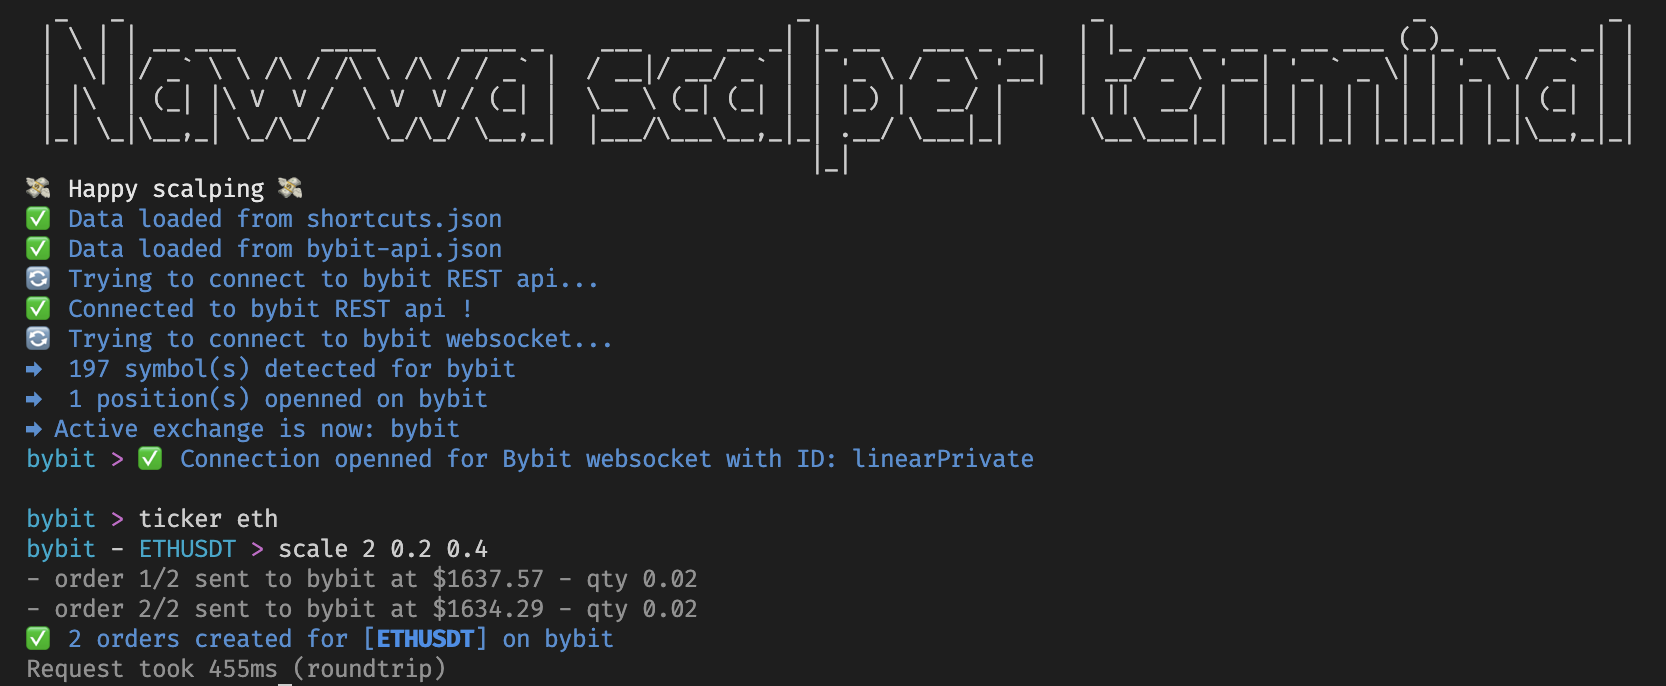 Nawwa scalper terminal
💸 Happy scalping 💸
✅ Data loaded from shortcuts.json
✅ Data loaded from bybit-api.json
🔄 Trying to connect to bybit REST api...
✅ Connected to bybit REST api !
🔄 Trying to connect to bybit websocket...
➡ 197 symbol(s) detected for bybit
➡ 1 position(s) openned on bybit
➡ Active exchange is now: bybit
bybit > ✅ Connection openned for Bybit websocket with ID: linearPrivate
bybit > ticker eth
bybit - ETHUSDT > scale 2 0.2 0.4
- order 1/2 sent to bybit at $1637.57 - qty 0.02
- order 2/2 sent to bybit at $1634.29 - qty 0.02
✅ 2 orders created for [ETHUSDT] on bybit
Request took 455ms (roundtrip)